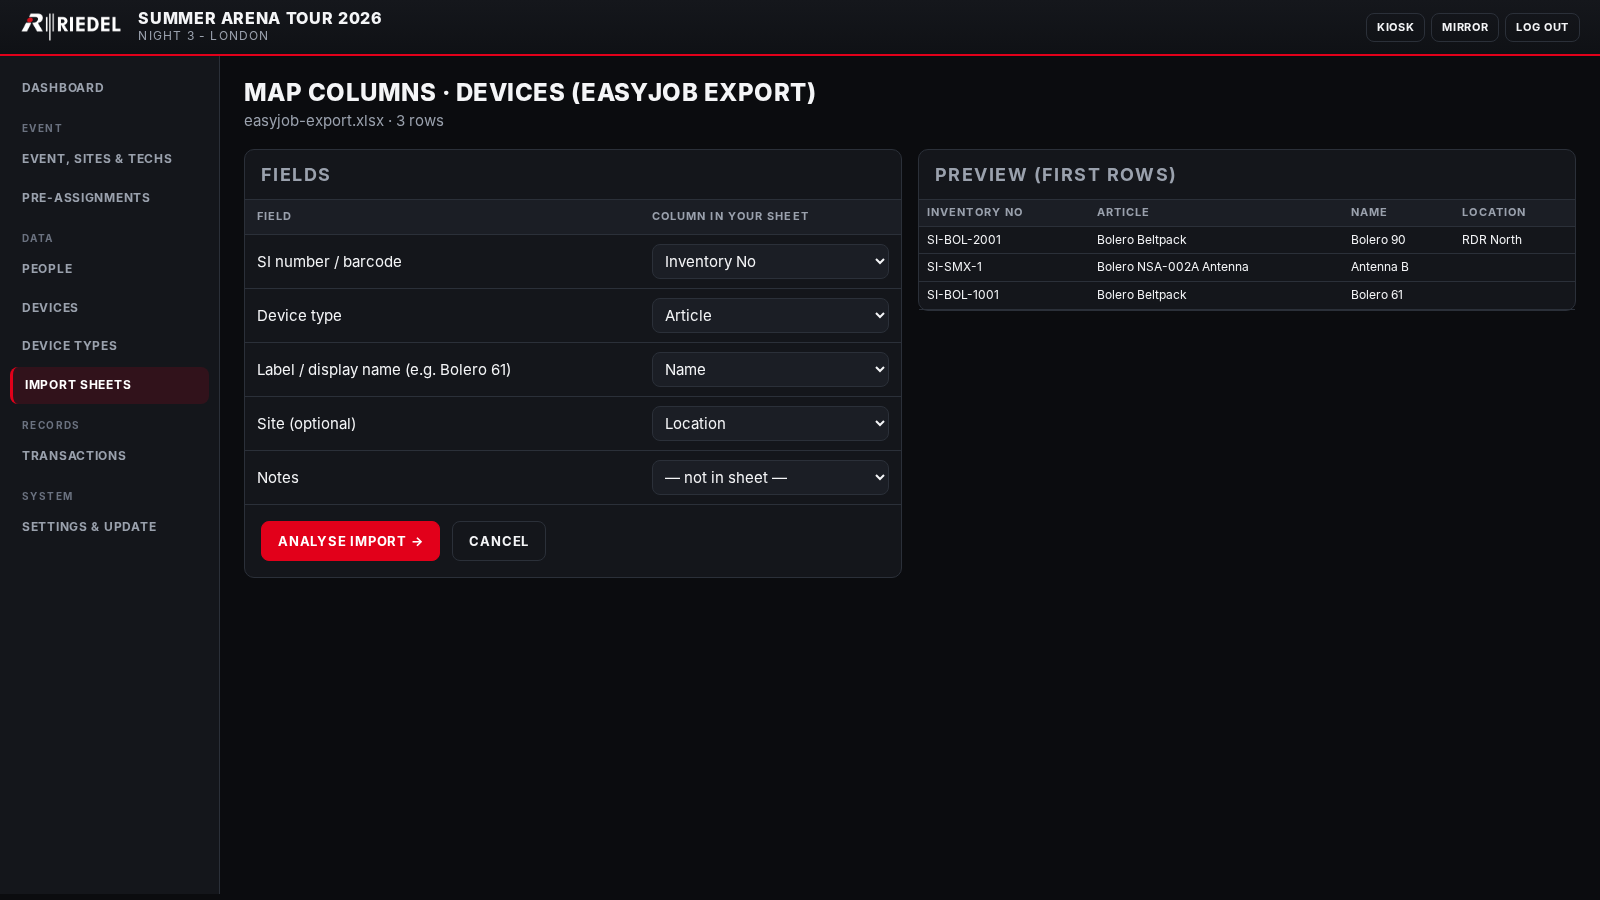 RIEDEL
SUMMER ARENA TOUR 2026
NIGHT 3 - LONDON
KIOSK
MIRROR
LOG OUT
DASHBOARD
EVENT
EVENT, SITES & TECHS
PRE-ASSIGNMENTS
DATA
PEOPLE
DEVICES
DEVICE TYPES
IMPORT SHEETS
RECORDS
TRANSACTIONS
SYSTEM
SETTINGS & UPDATE
MAP COLUMNS · DEVICES (EASYJOB EXPORT)
easyjob-export.xlsx · 3 rows
FIELDS
FIELD COLUMN IN YOUR SHEET
SI number / barcode Inventory No
Device type Article
Label / display name (e.g. Bolero 61) Name
Site (optional) Location
Notes — not in sheet —
ANALYSE IMPORT →
CANCEL
PREVIEW (FIRST ROWS)
INVENTORY NO ARTICLE NAME LOCATION
SI-BOL-2001 Bolero Beltpack Bolero 90 RDR North
SI-SMX-1 Bolero NSA-002A Antenna Antenna B
SI-BOL-1001 Bolero Beltpack Bolero 61